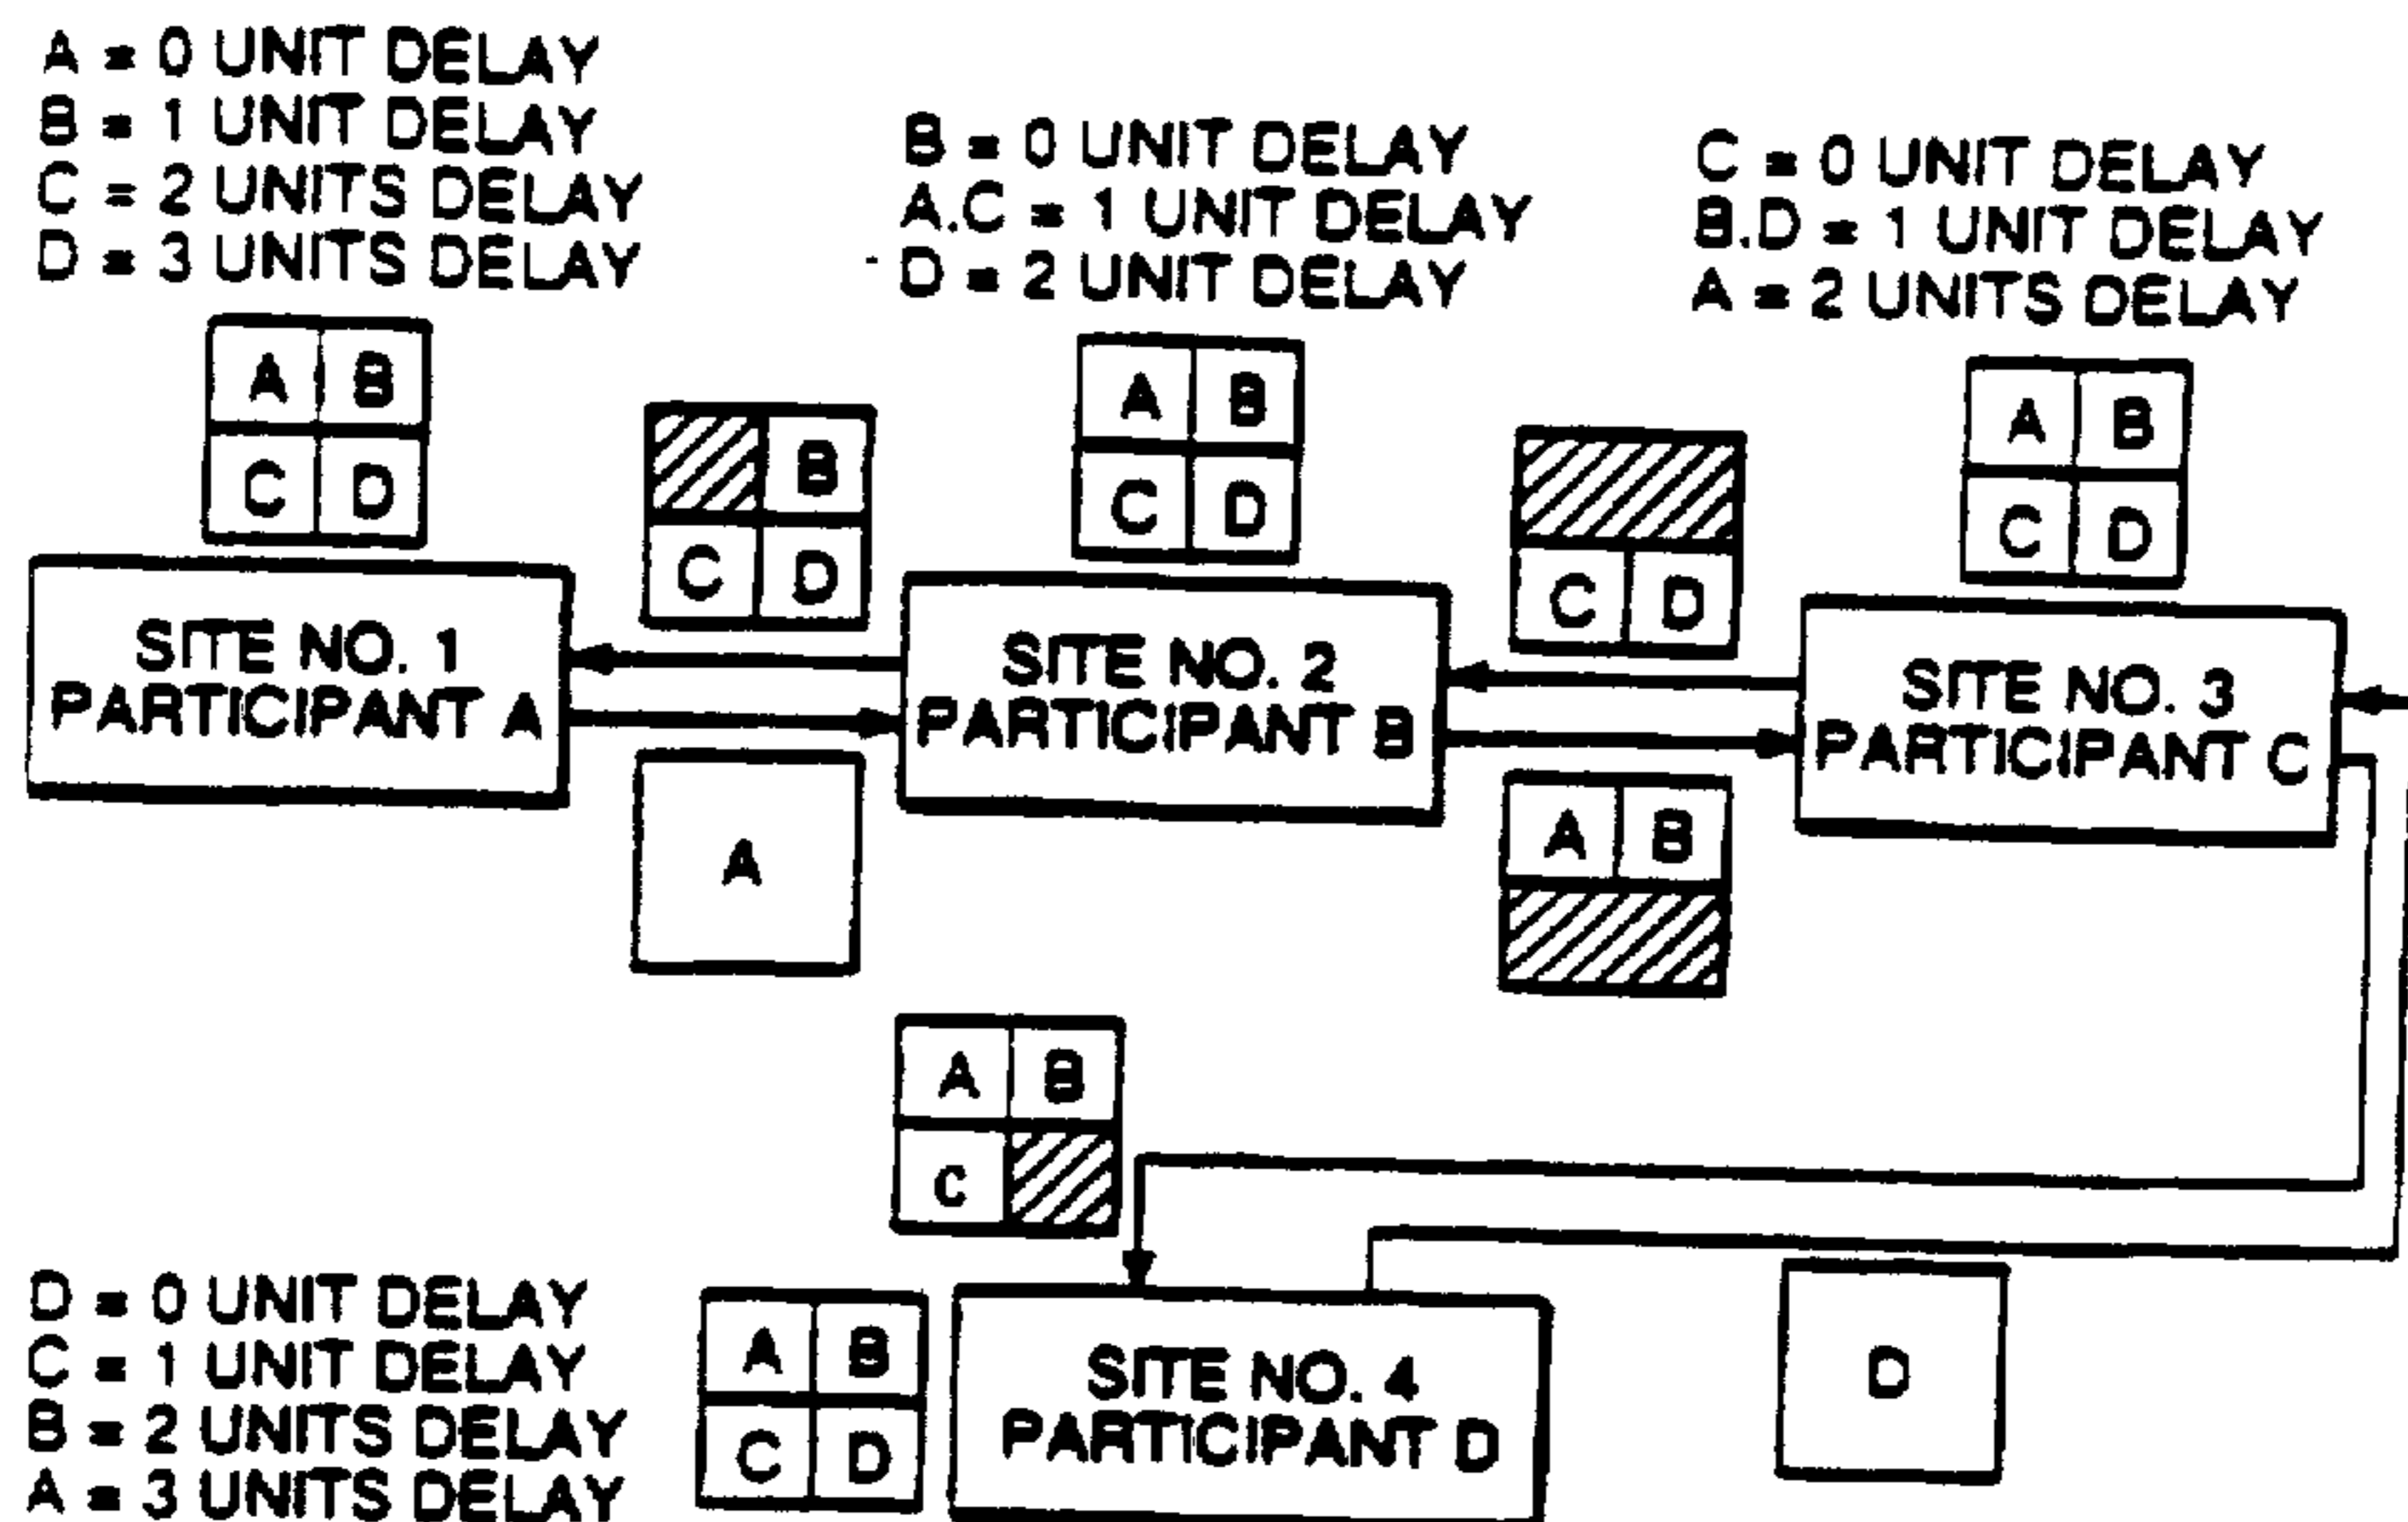 A = 0 UNIT DELAY
B = 1 UNIT DELAY
C = 2 UNITS DELAY
D = 3 UNITS DELAY
B = 0 UNIT DELAY
A.C = 1 UNIT DELAY
D = 2 UNIT DELAY
C = 0 UNIT DELAY
B.D = 1 UNIT DELAY
A = 2 UNITS DELAY
A B
C D
B
C D
A B
C D
C D
A B
C D
SITE NO. 1
PARTICIPANT A
SITE NO. 2
PARTICIPANT B
SITE NO. 3
PARTICIPANT C
A
A B
A B
C
D = 0 UNIT DELAY
C = 1 UNIT DELAY
B = 2 UNITS DELAY
A = 3 UNITS DELAY
A B
C D
SITE NO. 4
PARTICIPANT D
D